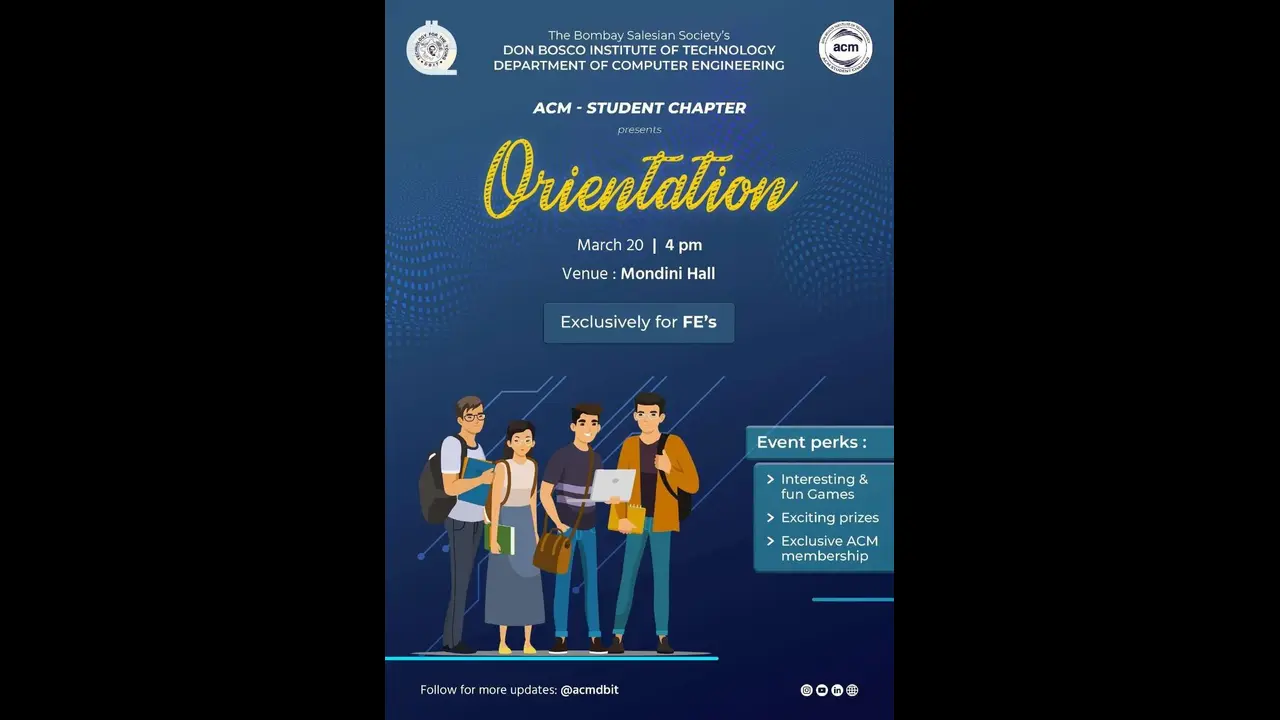 The Bombay Salesian Society's
DON BOSCO INSTITUTE OF TECHNOLOGY
DEPARTMENT OF COMPUTER ENGINEERING
acm
ACM - STUDENT CHAPTER
presents
Orientation
March 20 | 4 pm
Venue : Mondini Hall
Exclusively for FE's
Event perks :
Interesting &
fun Games
Exciting prizes
Exclusive ACM
membership
Follow for more updates: @acmdbit